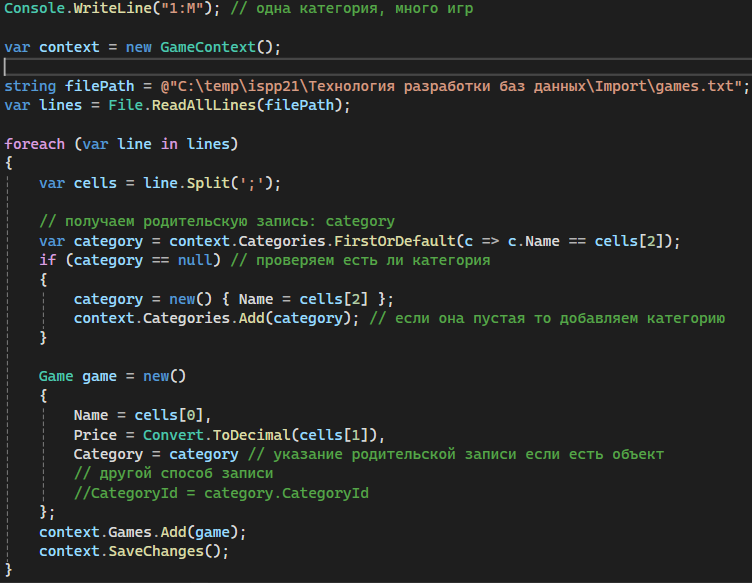 Console.WriteLine("1:M"); // одна категория, много игр
var context = new GameContext();
string filePath = @"C:\temp\ispp21\Технология разработки баз данных\Import\games.txt";
var lines = File.ReadAllLines(filePath);
foreach (var line in lines)
{
var cells = line.Split(';');
// получаем родительскую запись: category
var category = context.Categories.FirstOrDefault(c => c.Name == cells[2]);
if (category == null) // проверяем есть ли категория
{
category = new() { Name = cells[2] };
context.Categories.Add(category); // если она пустая то добавляем категорию
}
Game game = new()
{
Name = cells[0],
Price = Convert.ToDecimal(cells[1]),
Category = category // указание родительской записи если есть объект
// другой способ записи
//CategoryId = category.CategoryId
};
context.Games.Add(game);
context.SaveChanges();
}